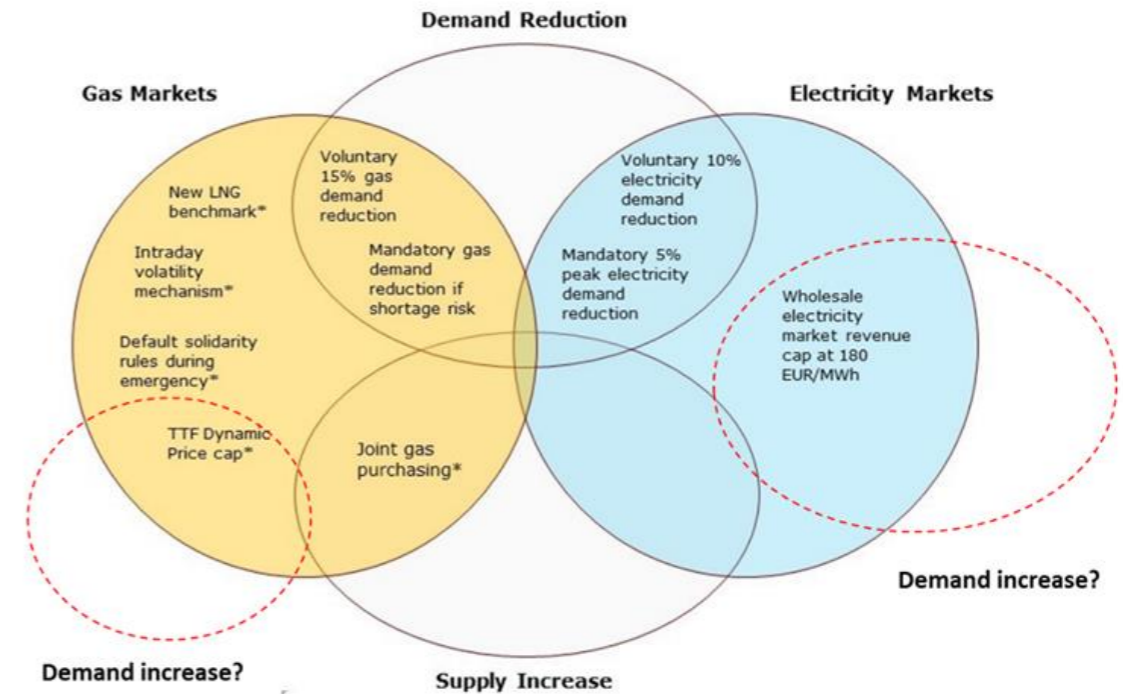 Demand Reduction
Gas Markets
Electricity Markets
New LNG
benchmark*
Intraday
volatility
mechanism*
Default solidarity
rules during
emergency*
TTF Dynamic
Price cap*
Voluntary
15% gas
demand
reduction
Mandatory gas
demand
reduction if
shortage risk
Joint gas
purchasing*
Voluntary 10%
electricity
demand
reduction
Mandatory 5%
peak electricity
demand
reduction
Wholesale
electricity
market revenue
cap at 180
EUR/MWh
Demand increase?
Demand increase?
Supply Increase